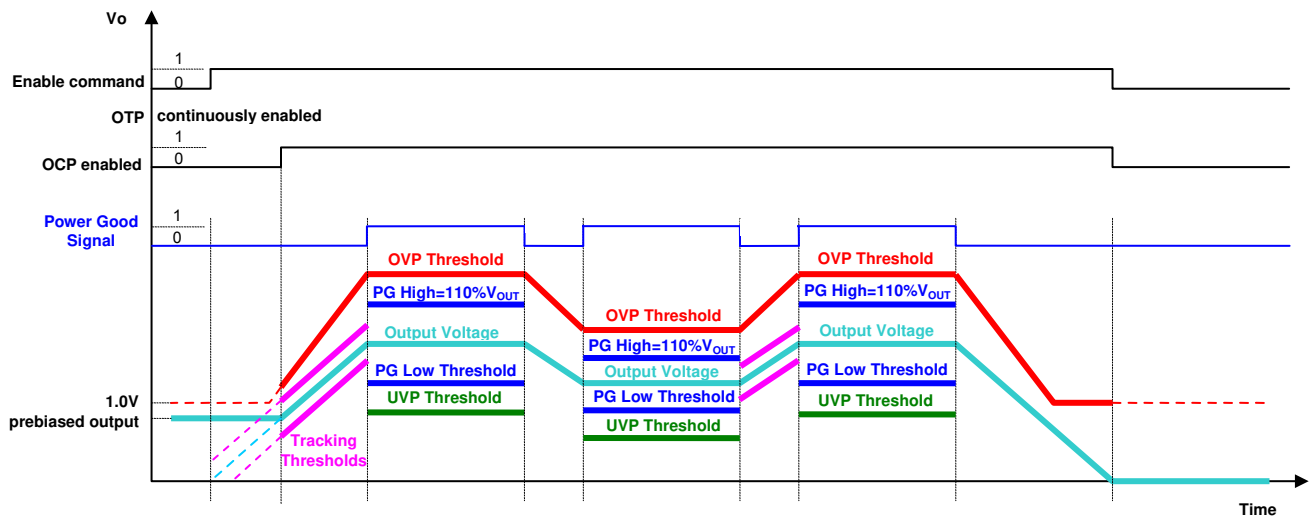 Vo
1
Enable command
0
OTP continuously enabled
1
OCP enabled
0
Power Good
Signal
1
0
OVP Threshold
PG High=110%VOUT
Output Voltage
PG Low Threshold
UVP Threshold
OVP Threshold
PG High=110%VOUT
Output Voltage
PG Low Threshold
UVP Threshold
OVP Threshold
PG High=110%VOUT
Output Voltage
PG Low Threshold
UVP Threshold
1.0V
prebiased output
Tracking
Thresholds
Time